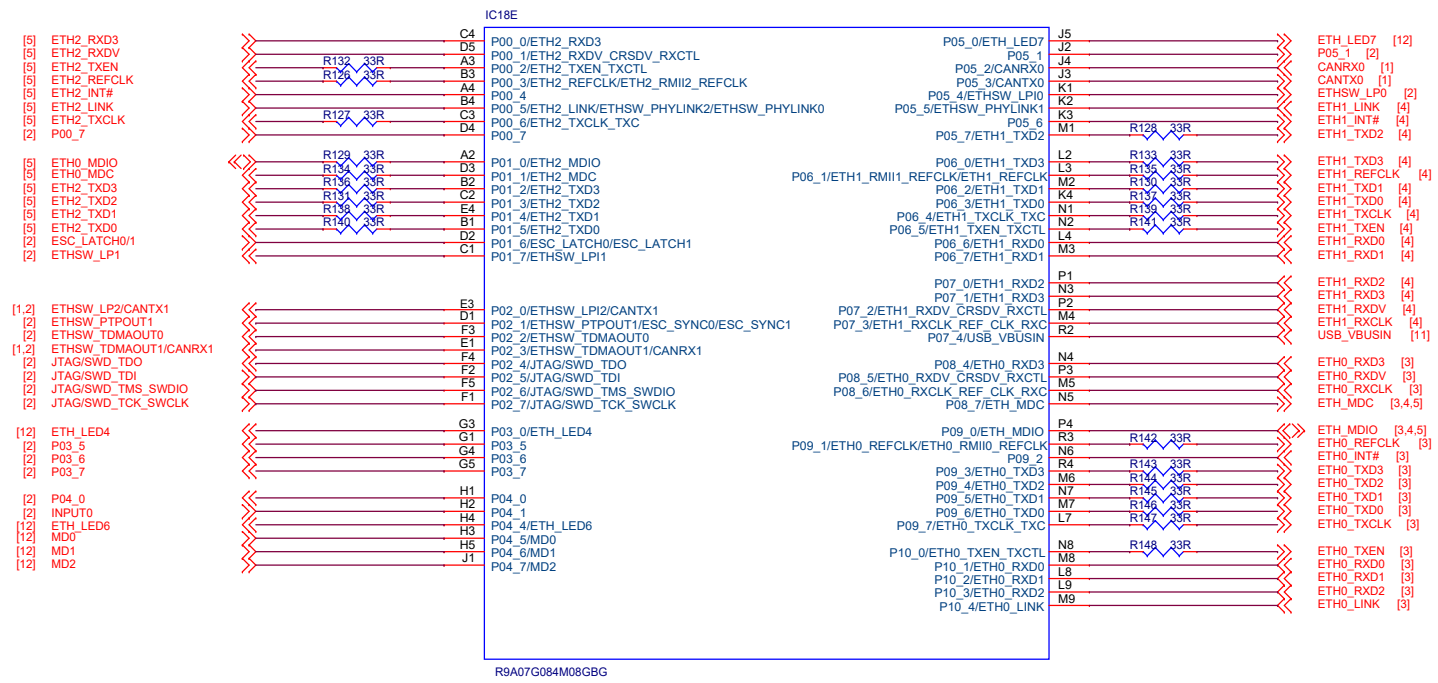 IC18E
[5] ETH2_RXD3 C4 P00_0/ETH2_RXD3
[5] ETH2_RXDV D5 P00_1/ETH2_RXDV_CRSDV_RXCTL
[5] ETH2_TXEN R132 33R A3 P00_2/ETH2_TXEN_TXCTL
[5] ETH2_REFCLK R126 33R B3 P00_3/ETH2_REFCLK/ETH2_RMII2_REFCLK
[5] ETH2_INT# A4 P00_4
[5] ETH2_LINK B4 P00_5/ETH2_LINK/ETHSW_PHYLINK2/ETHSW_PHYLINK0
[5] ETH2_TXCLK R127 33R C3 P00_6/ETH2_TXCLK_TXC
[2] P00_7 D4 P00_7
[5] ETH0_MDIO R129 33R A2 P01_0/ETH2_MDIO
[5] ETH0_MDC R134 33R D3 P01_1/ETH2_MDC
[5] ETH2_TXD3 R136 33R B2 P01_2/ETH2_TXD3
[5] ETH2_TXD2 R131 33R C2 P01_3/ETH2_TXD2
[5] ETH2_TXD1 R138 33R E4 P01_4/ETH2_TXD1
[5] ETH2_TXD0 R140 33R B1 P01_5/ETH2_TXD0
[2] ESC_LATCH0/1 D2 P01_6/ESC_LATCH0/ESC_LATCH1
[2] ETHSW_LP1 C1 P01_7/ETHSW_LPI1
[1,2] ETHSW_LP2/CANTX1 E3 P02_0/ETHSW_LPI2/CANTX1
[2] ETHSW_PTPOUT1 D1 P02_1/ETHSW_PTPOUT1/ESC_SYNC0/ESC_SYNC1
[2] ETHSW_TDMAOUT0 F3 P02_2/ETHSW_TDMAOUT0
[1,2] ETHSW_TDMAOUT1/CANRX1 E1 P02_3/ETHSW_TDMAOUT1/CANRX1
[2] JTAG/SWD_TDO F4 P02_4/JTAG/SWD_TDO
[2] JTAG/SWD_TDI F2 P02_5/JTAG/SWD_TDI
[2] JTAG/SWD_TMS_SWDIO F5 P02_6/JTAG/SWD_TMS_SWDIO
[2] JTAG/SWD_TCK_SWCLK F1 P02_7/JTAG/SWD_TCK_SWCLK
[12] ETH_LED4 G3 P03_0/ETH_LED4
[2] P03_5 G1 P03_5
[2] P03_6 G4 P03_6
[2] P03_7 G5 P03_7
[2] P04_0 H1 P04_0
[2] INPUT0 H2 P04_1
[12] ETH_LED6 H4 P04_4/ETH_LED6
[12] MD0 H3 P04_5/MD0
[12] MD1 H5 P04_6/MD1
[12] MD2 J1 P04_7/MD2
P05_0/ETH_LED7 J5 ETH_LED7 [12]
P05_1 J2 P05_1 [2]
P05_2/CANRX0 J4 CANRX0 [1]
P05_3/CANTX0 J3 CANTX0 [1]
P05_4/ETHSW_LPI0 K1 ETHSW_LP0 [2]
P05_5/ETHSW_PHYLINK1 K2 ETH1_LINK [4]
P05_6 K3 ETH1_INT# [4]
P05_7/ETH1_TXD2 M1 R128 33R ETH1_TXD2 [4]
P06_0/ETH1_TXD3 L2 R133 33R ETH1_TXD3 [4]
P06_1/ETH1_RMII1_REFCLK/ETH1_REFCLK L3 R135 33R ETH1_REFCLK [4]
P06_2/ETH1_TXD1 M2 R130 33R ETH1_TXD1 [4]
P06_3/ETH1_TXD0 K4 R137 33R ETH1_TXD0 [4]
P06_4/ETH1_TXCLK_TXC N1 R139 33R ETH1_TXCLK [4]
P06_5/ETH1_TXEN_TXCTL N2 R141 33R ETH1_TXEN [4]
P06_6/ETH1_RXD0 L4 ETH1_RXD0 [4]
P06_7/ETH1_RXD1 M3 ETH1_RXD1 [4]
P07_0/ETH1_RXD2 P1 ETH1_RXD2 [4]
P07_1/ETH1_RXD3 N3 ETH1_RXD3 [4]
P07_2/ETH1_RXDV_CRSDV_RXCTL P2 ETH1_RXDV [4]
P07_3/ETH1_RXCLK_REF_CLK_RXC M4 ETH1_RXCLK [4]
P07_4/USB_VBUSIN R2 USB_VBUSIN [11]
P08_4/ETH0_RXD3 N4 ETH0_RXD3 [3]
P08_5/ETH0_RXDV_CRSDV_RXCTL P3 ETH0_RXDV [3]
P08_6/ETH0_RXCLK_REF_CLK_RXC M5 ETH0_RXCLK [3]
P08_7/ETH_MDC N5 ETH_MDC [3,4,5]
P09_0/ETH_MDIO P4 ETH_MDIO [3,4,5]
P09_1/ETH0_REFCLK/ETH0_RMII0_REFCLK R3 R142 33R ETH0_REFCLK [3]
P09_2 N6 ETH0_INT# [3]
P09_3/ETH0_TXD3 R4 R143 33R ETH0_TXD3 [3]
P09_4/ETH0_TXD2 M6 R144 33R ETH0_TXD2 [3]
P09_5/ETH0_TXD1 N7 R145 33R ETH0_TXD1 [3]
P09_6/ETH0_TXD0 M7 R146 33R ETH0_TXD0 [3]
P09_7/ETH0_TXCLK_TXC L7 R147 33R ETH0_TXCLK [3]
P10_0/ETH0_TXEN_TXCTL N8 R148 33R ETH0_TXEN [3]
P10_1/ETH0_RXD0 M8 ETH0_RXD0 [3]
P10_2/ETH0_RXD1 L8 ETH0_RXD1 [3]
P10_3/ETH0_RXD2 L9 ETH0_RXD2 [3]
P10_4/ETH0_LINK M9 ETH0_LINK [3]
R9A07G084M08GBG